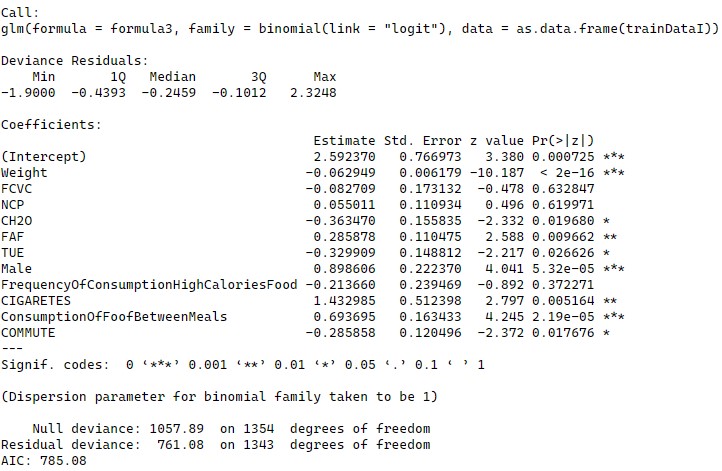 Call:
glm(formula = formula3, family = binomial(link = "logit"), data = as.data.frame(trainDataI))
Deviance Residuals:
Min 1Q Median 3Q Max
-1.9000 -0.4393 -0.2459 -0.1012 2.3248
Coefficients:
Estimate Std. Error z value Pr(>|z|)
(Intercept) 2.592370 0.766973 3.380 0.000725 ***
Weight -0.062949 0.006179 -10.187 < 2e-16 ***
FCVC -0.082709 0.173132 -0.478 0.632847
NCP 0.055011 0.110934 0.496 0.619971
CH2O -0.363470 0.155835 -2.332 0.019680 *
FAF 0.285878 0.110475 2.588 0.009662 **
TUE -0.329909 0.148812 -2.217 0.026626 *
Male 0.898606 0.222370 4.041 5.32e-05 ***
FrequencyOfConsumptionHighCaloriesFood -0.213660 0.239469 -0.892 0.372271
CIGARETES 1.432985 0.512398 2.797 0.005164 **
ConsumptionOfFoofBetweenMeals 0.693695 0.163433 4.245 2.19e-05 ***
COMMUTE -0.285858 0.120496 -2.372 0.017676 *
---
Signif. codes: 0 ‘***’ 0.001 ‘**’ 0.01 ‘*’ 0.05 ‘.’ 0.1 ‘ ’ 1
(Dispersion parameter for binomial family taken to be 1)
Null deviance: 1057.89 on 1354 degrees of freedom
Residual deviance: 761.08 on 1343 degrees of freedom
AIC: 785.08